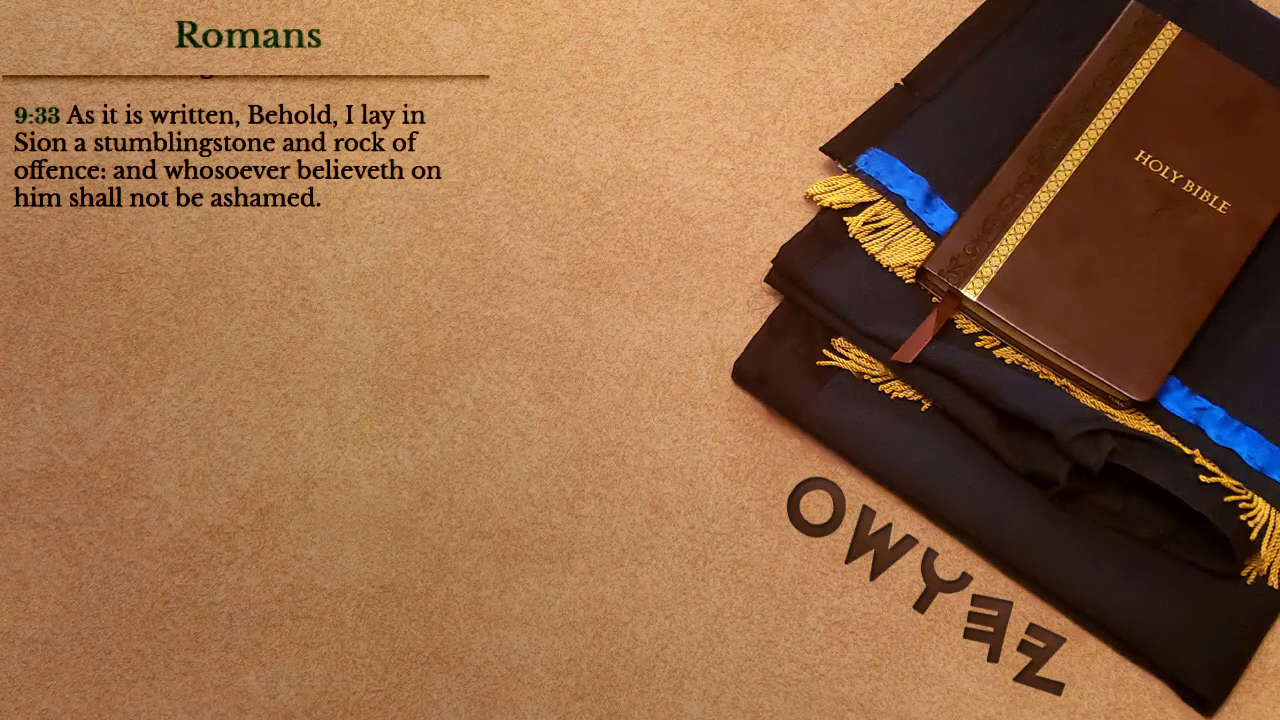 Romans
9:33 As it is written, Behold, I lay in
Sion a stumblingstone and rock of
offence: and whosoever believeth on
him shall not be ashamed.
HOLY BIBLE
𐤉𐤄𐤅𐤔𐤏